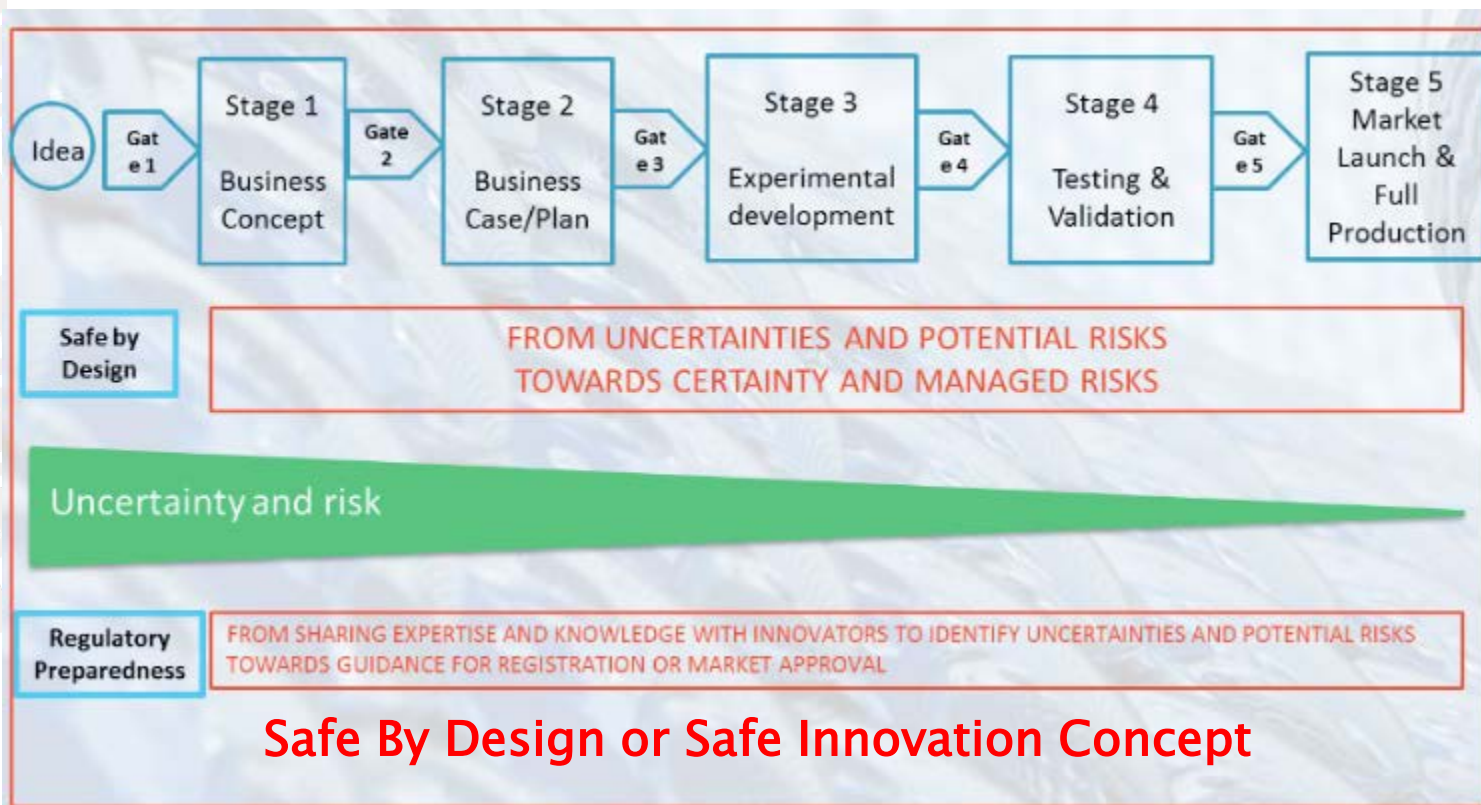 Idea
Gat
e 1
Stage 1
Business
Concept
Gate
2
Stage 2
Business
Case/Plan
Gat
e 3
Stage 3
Experimental
development
Gat
e 4
Stage 4
Testing &
Validation
Gat
e 5
Stage 5
Market
Launch &
Full
Production
Safe by
Design
FROM UNCERTAINTIES AND POTENTIAL RISKS
TOWARDS CERTAINTY AND MANAGED RISKS
Uncertainty and risk
Regulatory
Preparedness
FROM SHARING EXPERTISE AND KNOWLEDGE WITH INNOVATORS TO IDENTIFY UNCERTAINTIES AND POTENTIAL RISKS
TOWARDS GUIDANCE FOR REGISTRATION OR MARKET APPROVAL
Safe By Design or Safe Innovation Concept